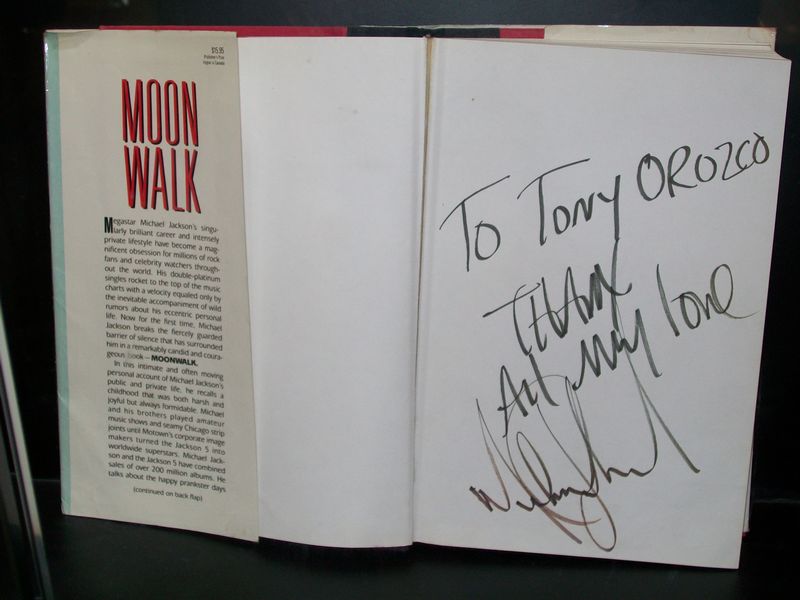 $15.95
Publisher's Price
Higher in Canada
MOON
WALK
Megastar Michael Jackson's singu-
larly brilliant career and intensely
private lifestyle have become a mag-
nificent obsession for millions of rock
fans and celebrity watchers through-
out the world. His double-platinum
singles rocket to the top of the music
charts with a velocity equaled only by
the inevitable accompaniment of wild
rumors about his eccentric personal
life. Now for the first time, Michael
Jackson breaks the fiercely guarded
barrier of silence that has surrounded
him in a remarkably candid and coura-
geous book—MOONWALK.
In this intimate and often moving
personal account of Michael Jackson's
public and private life, he recalls a
childhood that was both harsh and
joyful but always formidable. Michael
and his brothers played amateur
music shows and seamy Chicago strip
joints until Motown's corporate image
makers turned the Jackson 5 into
worldwide superstars. Michael Jack-
son and the Jackson 5 have combined
sales of over 200 million albums. He
talks about the happy prankster days
(continued on back flap)
To Tony OROZCO
THANX
All My love